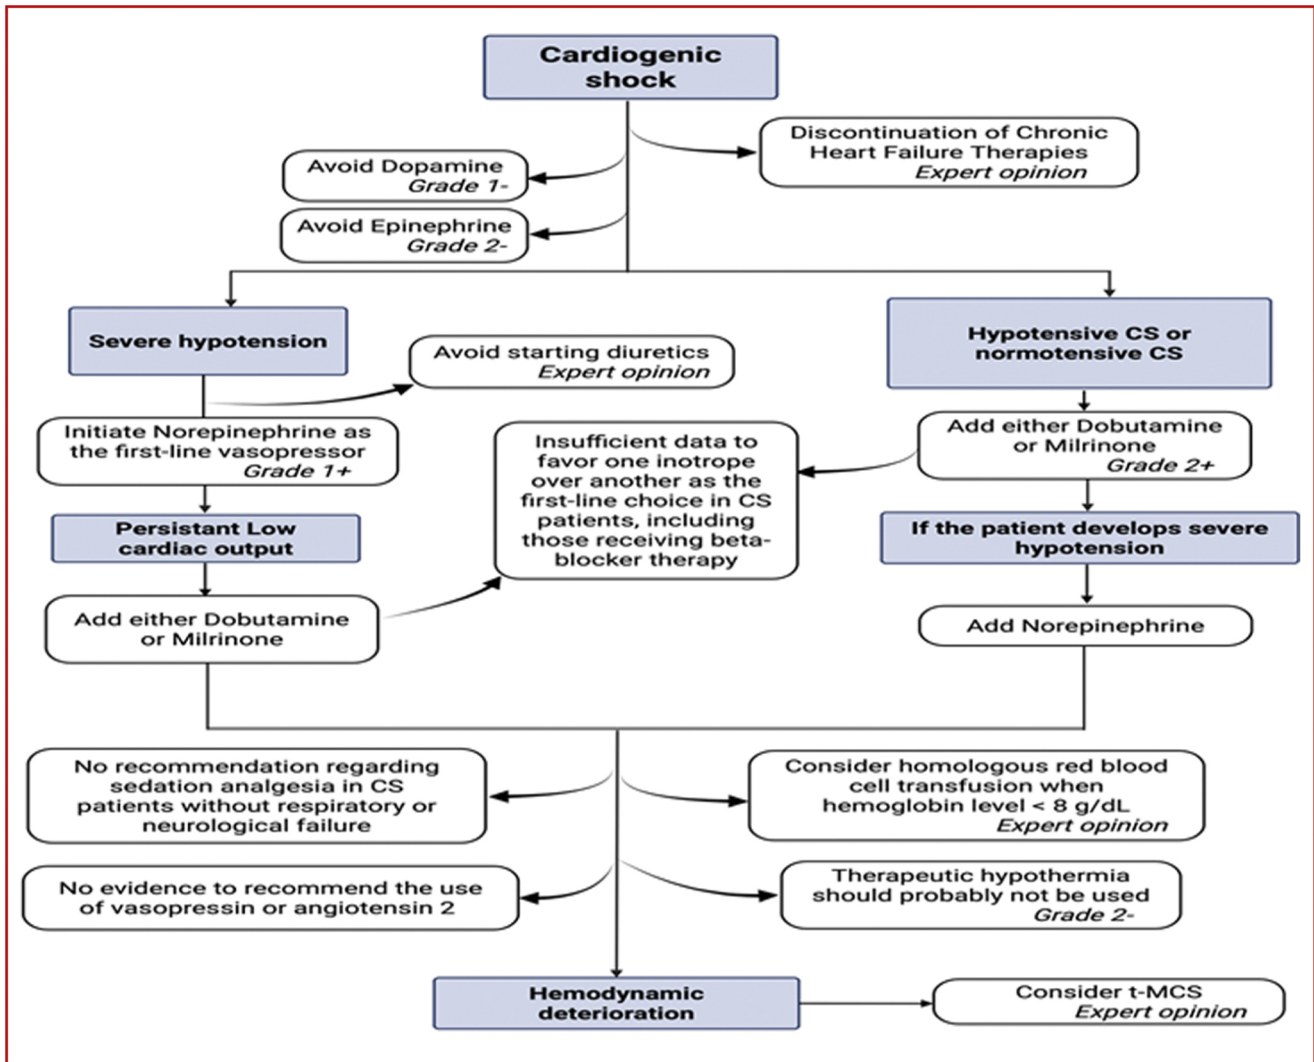 Cardiogenic
shock
Discontinuation of Chronic
Heart Failure Therapies
Expert opinion
Avoid Dopamine
Grade 1-
Avoid Epinephrine
Grade 2-
Severe hypotension
Hypotensive CS or
normotensive CS
Avoid starting diuretics
Expert opinion
Initiate Norepinephrine as
the first-line vasopressor
Grade 1+
Insufficient data to
favor one inotrope
over another as the
first-line choice in CS
patients, including
those receiving beta-
blocker therapy
Add either Dobutamine
or Milrinone
Grade 2+
Persistant Low
cardiac output
If the patient develops severe
hypotension
Add either Dobutamine
or Milrinone
Add Norepinephrine
No recommendation regarding
sedation analgesia in CS
patients without respiratory or
neurological failure
Consider homologous red blood
cell transfusion when
hemoglobin level < 8 g/dL
Expert opinion
No evidence to recommend the use
of vasopressin or angiotensin 2
Therapeutic hypothermia
should probably not be used
Grade 2-
Hemodynamic
deterioration
Consider t-MCS
Expert opinion